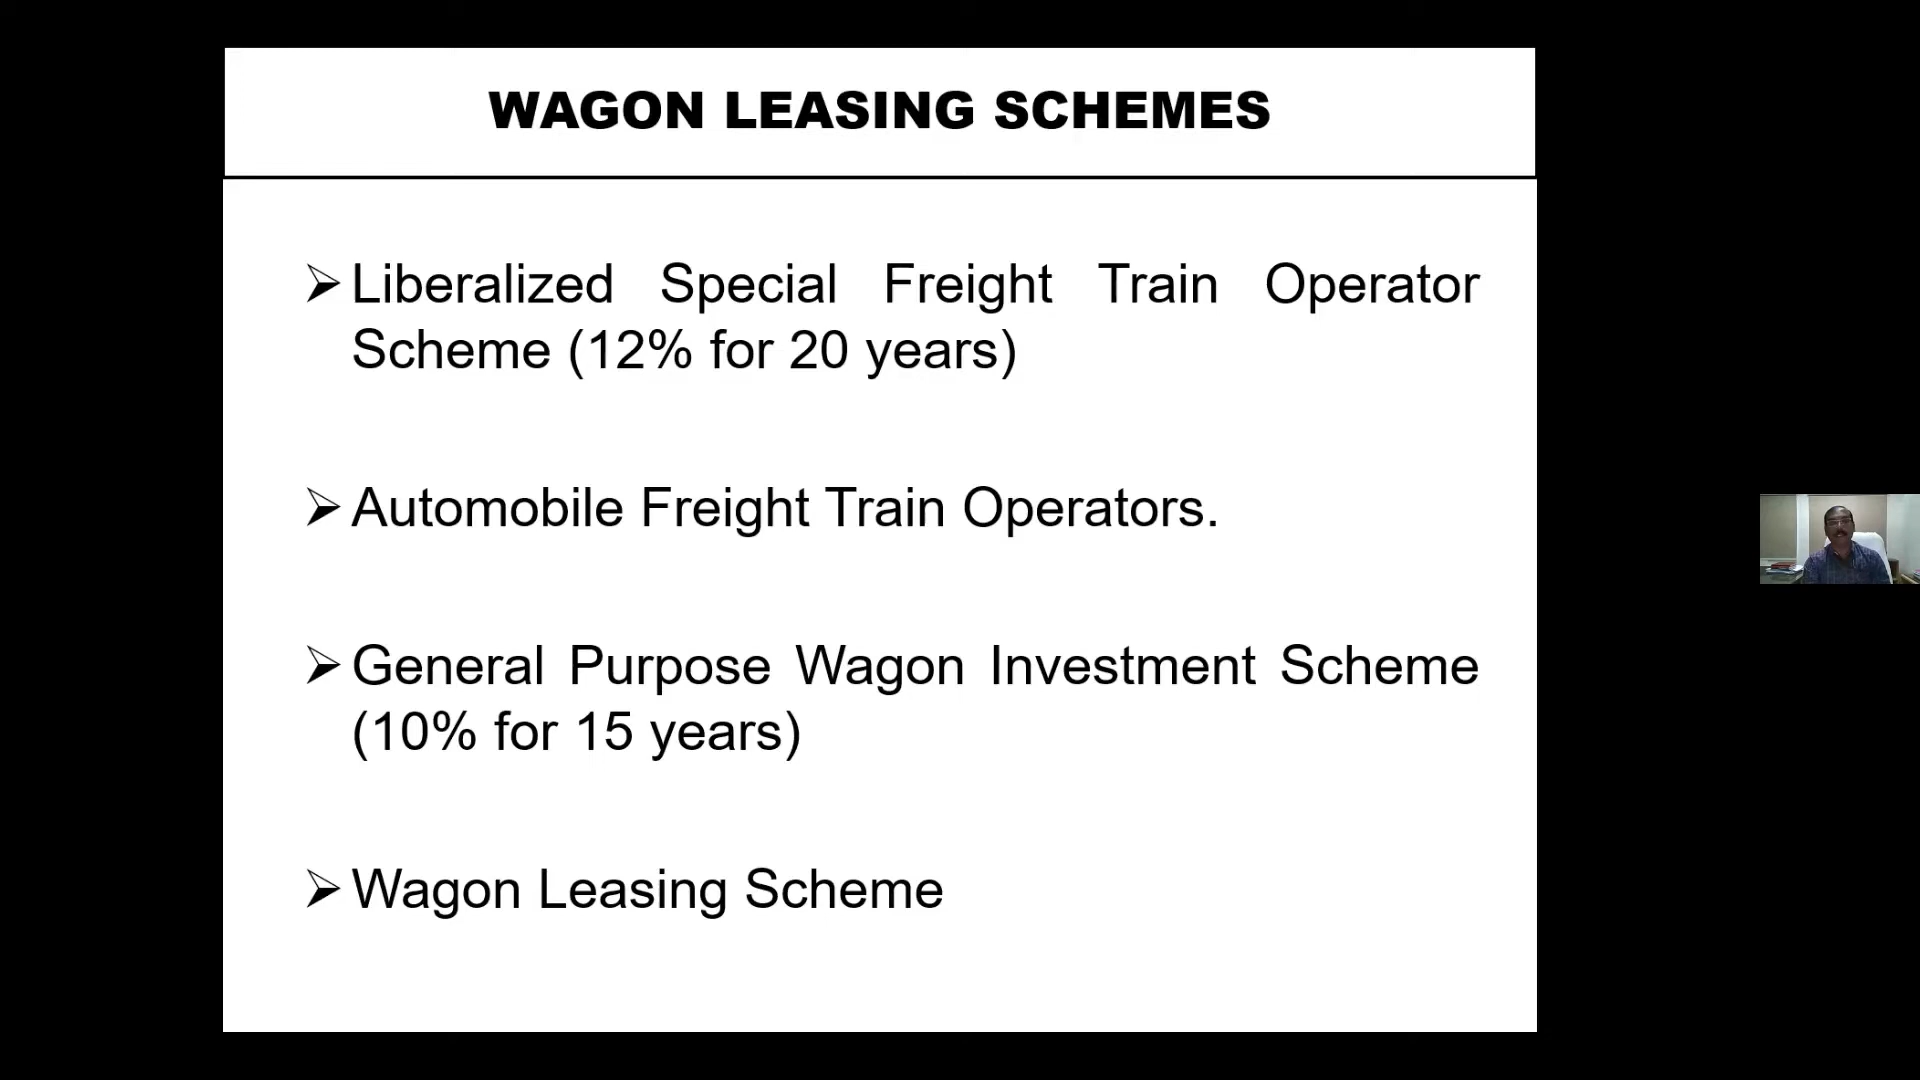 WAGON LEASING SCHEMES
➢Liberalized Special Freight Train Operator
Scheme (12% for 20 years)
➢Automobile Freight Train Operators.
➢General Purpose Wagon Investment Scheme
(10% for 15 years)
➢Wagon Leasing Scheme